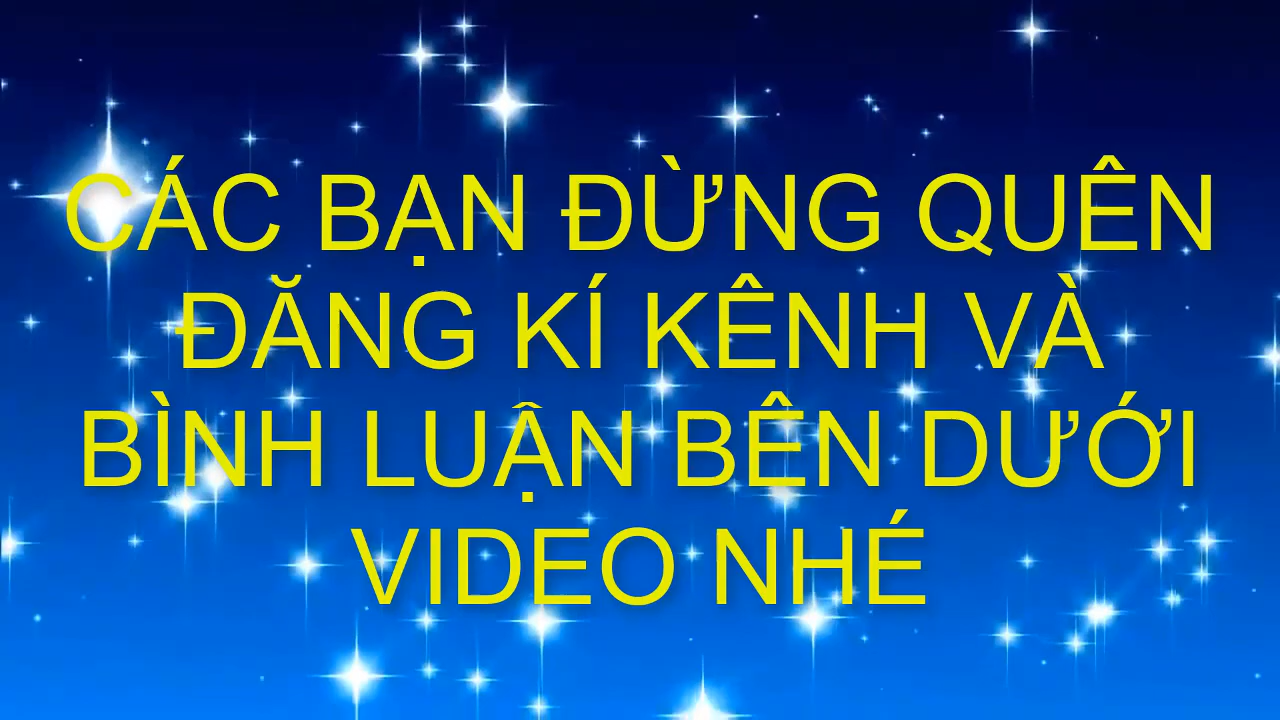 CÁC BẠN ĐỪNG QUÊN
ĐĂNG KÍ KÊNH VÀ
BÌNH LUẬN BÊN DƯỚI
VIDEO NHÉ